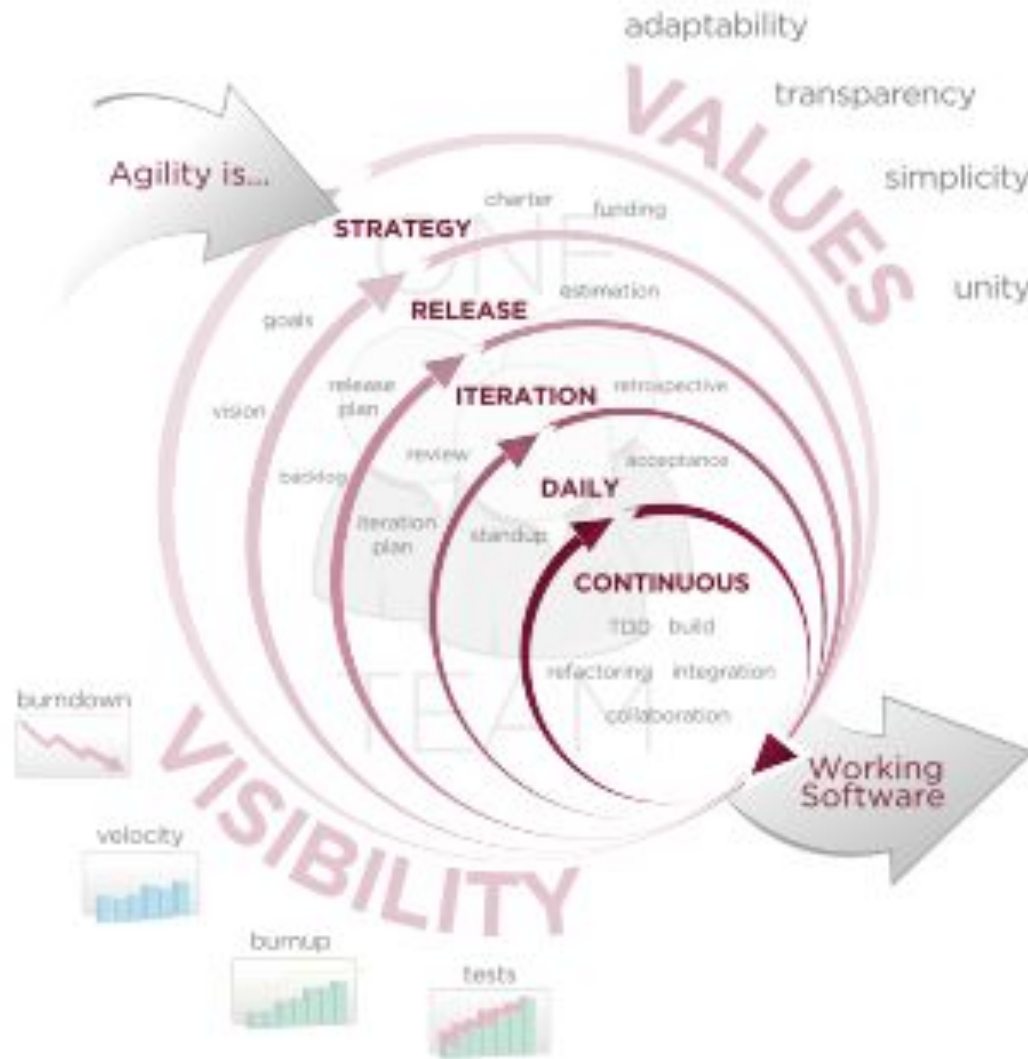 adaptability
transparency
simplicity
unity
VALUES
Agility is...
STRATEGY
charter
funding
goals
vision
RELEASE
estimation
release
plan
backlog
ITERATION
retrospective
review
iteration
plan
DAILY
acceptance
standup
CONTINUOUS
TDD build
refactoring integration
collaboration
ONE
TEAM
Working
Software
VISIBILITY
burndown
velocity
burnup
tests